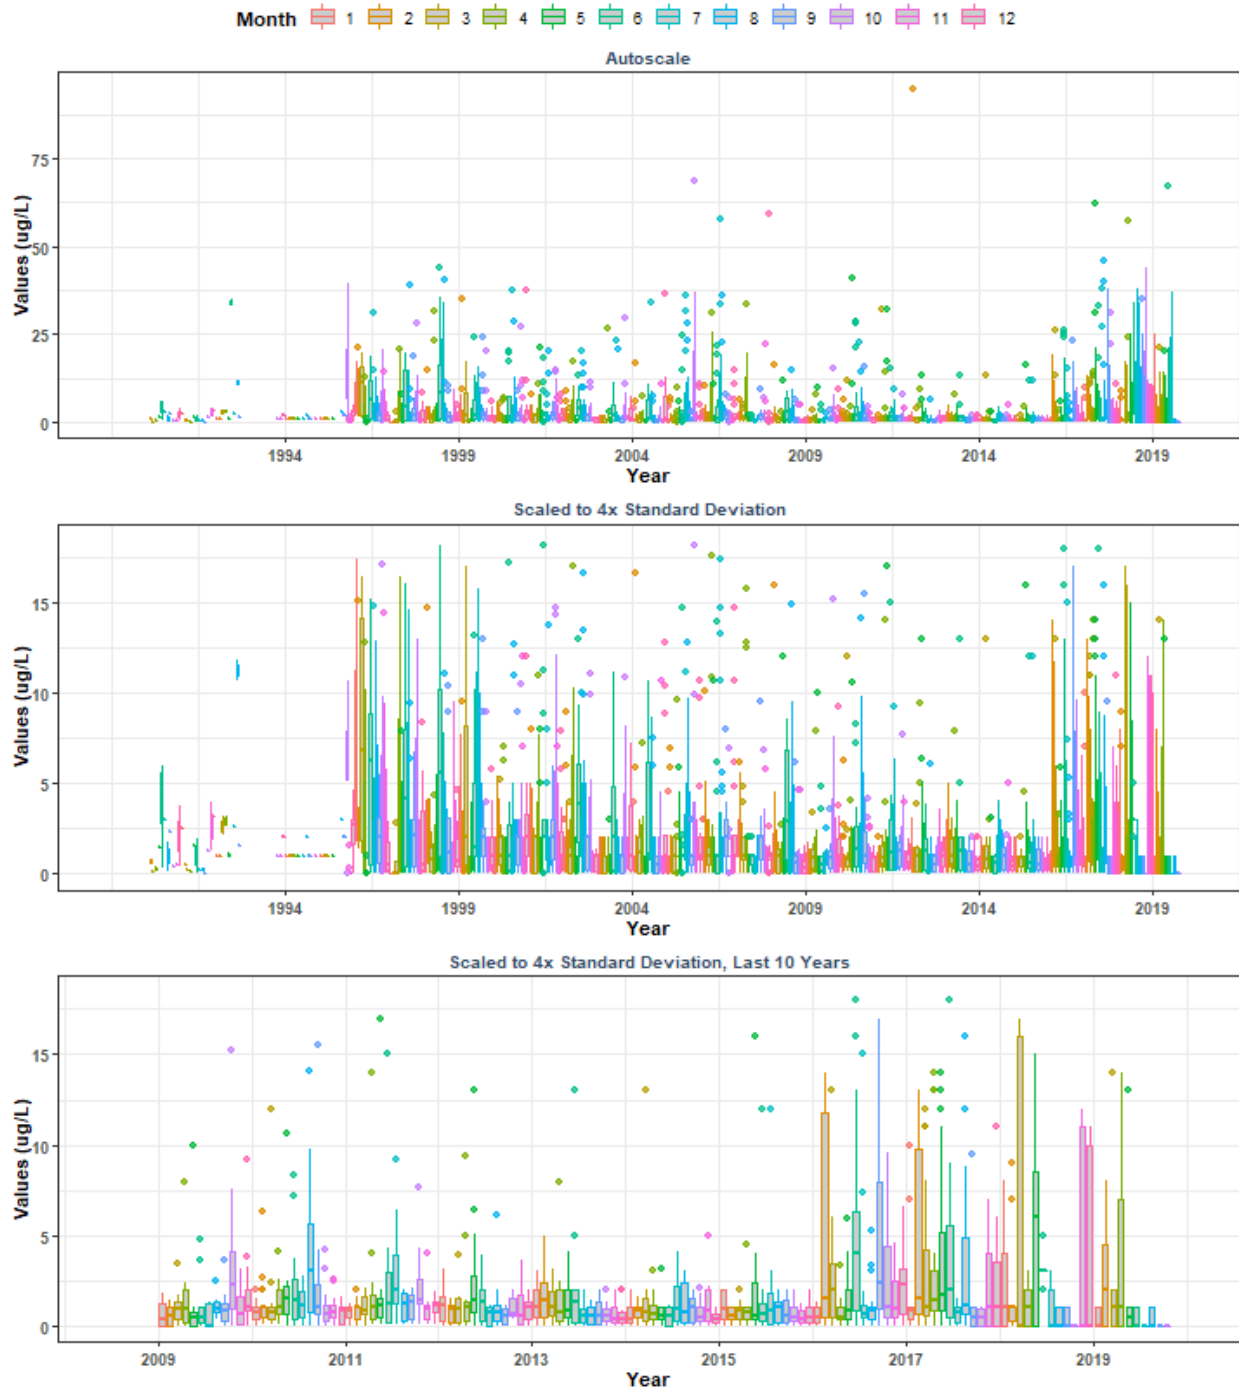 Month 1 2 3 4 5 6 7 8 9 10 11 12
Autoscale
Values (ug/L)
75
50
25
0
1994 1999 2004 2009 2014 2019
Year
Scaled to 4x Standard Deviation
Values (ug/L)
15
10
5
0
1994 1999 2004 2009 2014 2019
Year
Scaled to 4x Standard Deviation, Last 10 Years
Values (ug/L)
15
10
5
0
2009 2011 2013 2015 2017 2019
Year